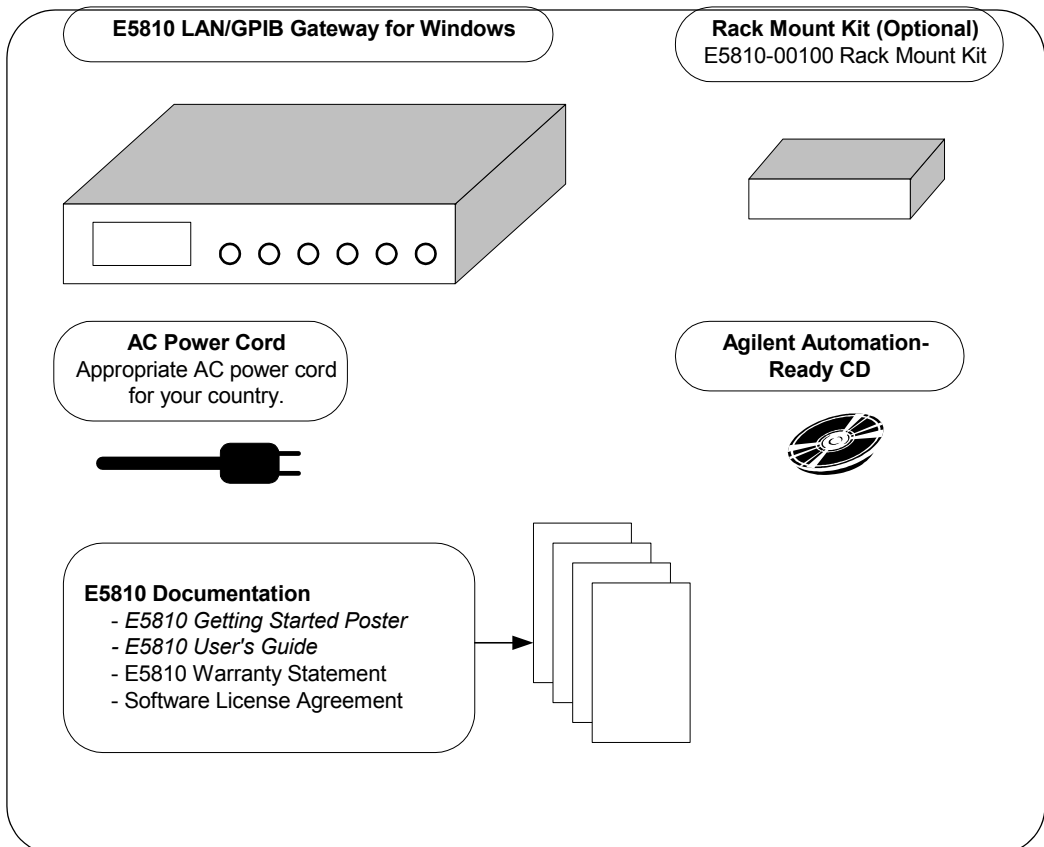 E5810 LAN/GPIB Gateway for Windows
Rack Mount Kit (Optional)
E5810-00100 Rack Mount Kit
AC Power Cord
Appropriate AC power cord
for your country.
Agilent Automation-
Ready CD
E5810 Documentation
- E5810 Getting Started Poster
- E5810 User's Guide
- E5810 Warranty Statement
- Software License Agreement